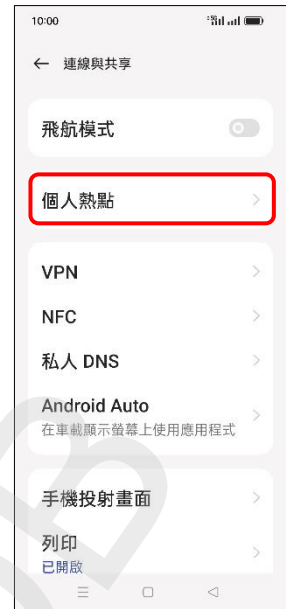 10:00
← 連線與共享
飛航模式
個人熱點
VPN
NFC
私人 DNS
Android Auto
在車載顯示螢幕上使用應用程式
手機投射畫面
列印
已開啟